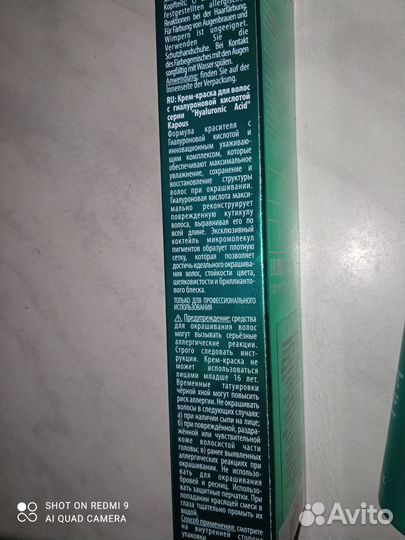 Kopfteils; c)
festgestellten allergischen
Reaktionen bei der Haarfärbung.
Für Färbung von Augenbrauen und
Wimpern ist ungeeignet.
Verwenden Sie die
Schutzhandschuhe. Bei Kontakt
des Färbegemisches mit den Augen
sorgfältig mit Wasser spülen.
Anwendung: finden Sie auf der
Innenseite der Verpackung.
RU: Крем-краска для волос
с гиалуроновой кислотой
серии "Hyaluronic Acid"
Kapous
Формула красителя с
Гиалуроновой кислотой и
инновационным ухаживаю-
щим комплексом, которые
обеспечивают максимальное
увлажнение, сохранение и
восстановление структуры
волос при окрашивании.
Гиалуроновая кислота макси-
мально реконструирует
поврежденную кутикулу
волоса, выравнивая его по
всей длине. Эксклюзивный
коктейль микромолекул
пигментов образует плотную
сетку, которая позволяет
достичь идеального окрашива-
ния волос, стойкости цвета,
шелковистости и бриллианто-
вого блеска.
ТОЛЬКО ДЛЯ ПРОФЕССИОНАЛЬНОГО
ИСПОЛЬЗОВАНИЯ
Предупреждение: средства
для окрашивания волос
могут вызывать серьёзные
аллергические реакции.
Строго следовать инст-
рукции. Крем-краска не
может использоваться
лицами младше 16 лет.
Временные татуировки
чёрной хной могут повысить
риск аллергии. Не окрашивать
волосы в следующих случаях:
а) при наличии сыпи на лице;
б) при повреждённой, раздра-
жённой или чувствительной
коже волосистой части
головы; в) ранее выявленных
аллергических реакциях при
окрашивании. Не использо-
вать для окрашивания
бровей и ресниц. Использо-
вать защитные перчатки. При
попадании красящей смеси в
глаза тщательно промыть их
водой.
Способ применения: смотрите
на внутренней стороне
упаковки.
SHOT ON REDMI 9
AI QUAD CAMERA
Avito